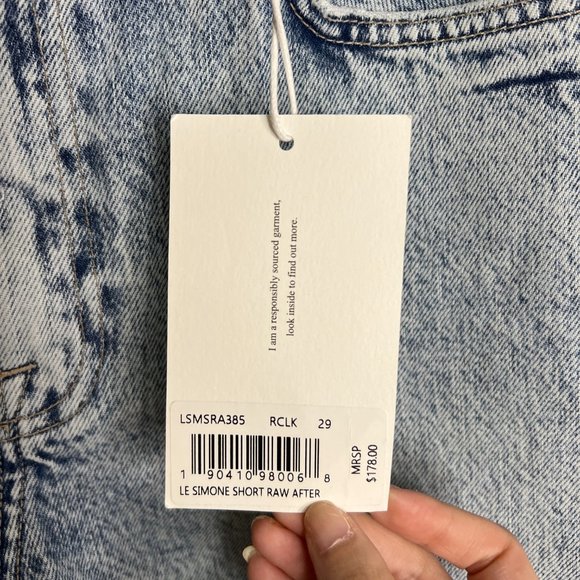 I am a responsibly sourced garment,
look inside to find out more.
LSMSRA385 RCLK 29
1 90410 98006 8
LE SIMONE SHORT RAW AFTER
MRSP
$178.00